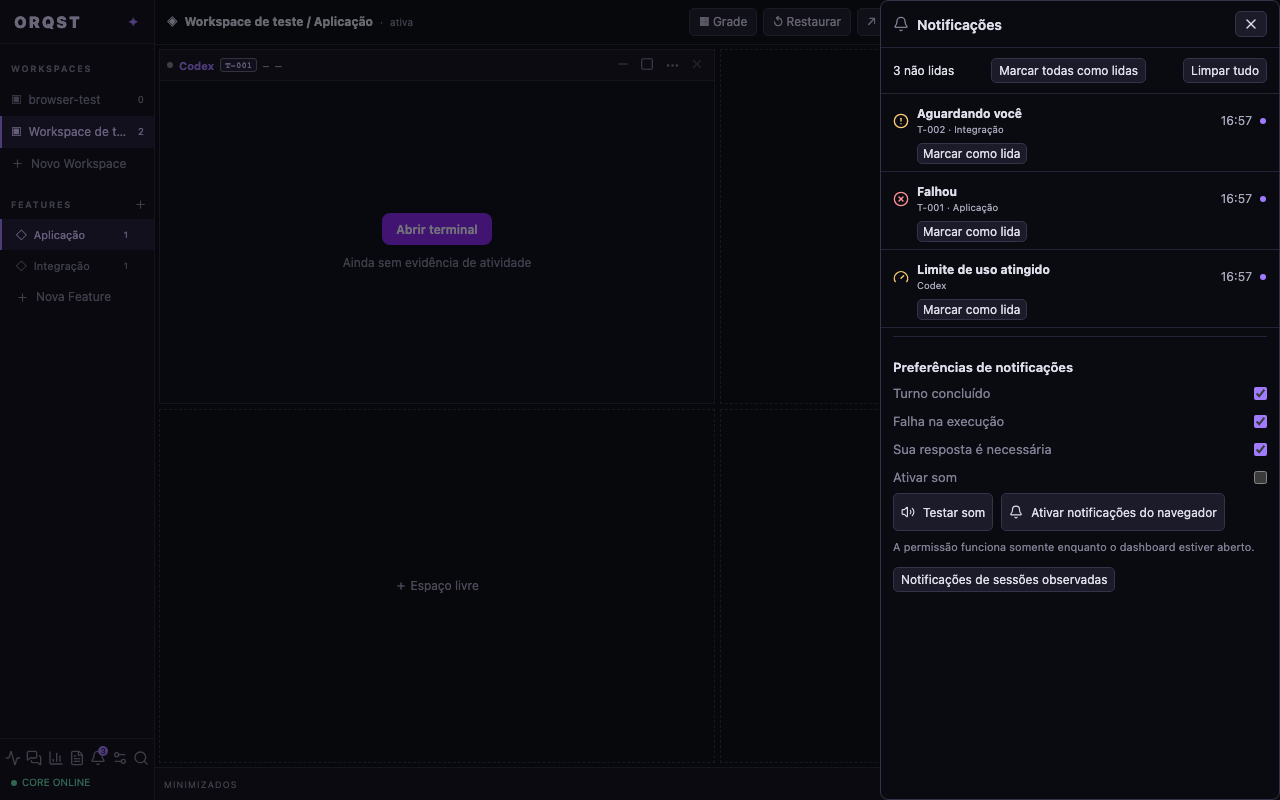 ORQST
WORKSPACES
browser-test 0
Workspace de t... 2
+ Novo Workspace
FEATURES +
Aplicação 1
Integração 1
+ Nova Feature
3
CORE ONLINE
Workspace de teste / Aplicação · ativa
Grade
Restaurar
Codex T-001 — —
Abrir terminal
Ainda sem evidência de atividade
+ Espaço livre
MINIMIZADOS
Notificações
3 não lidas
Marcar todas como lidas
Limpar tudo
Aguardando você 16:57
T-002 · Integração
Marcar como lida
Falhou 16:57
T-001 · Aplicação
Marcar como lida
Limite de uso atingido 16:57
Codex
Marcar como lida
Preferências de notificações
Turno concluído
Falha na execução
Sua resposta é necessária
Ativar som
Testar som
Ativar notificações do navegador
A permissão funciona somente enquanto o dashboard estiver aberto.
Notificações de sessões observadas